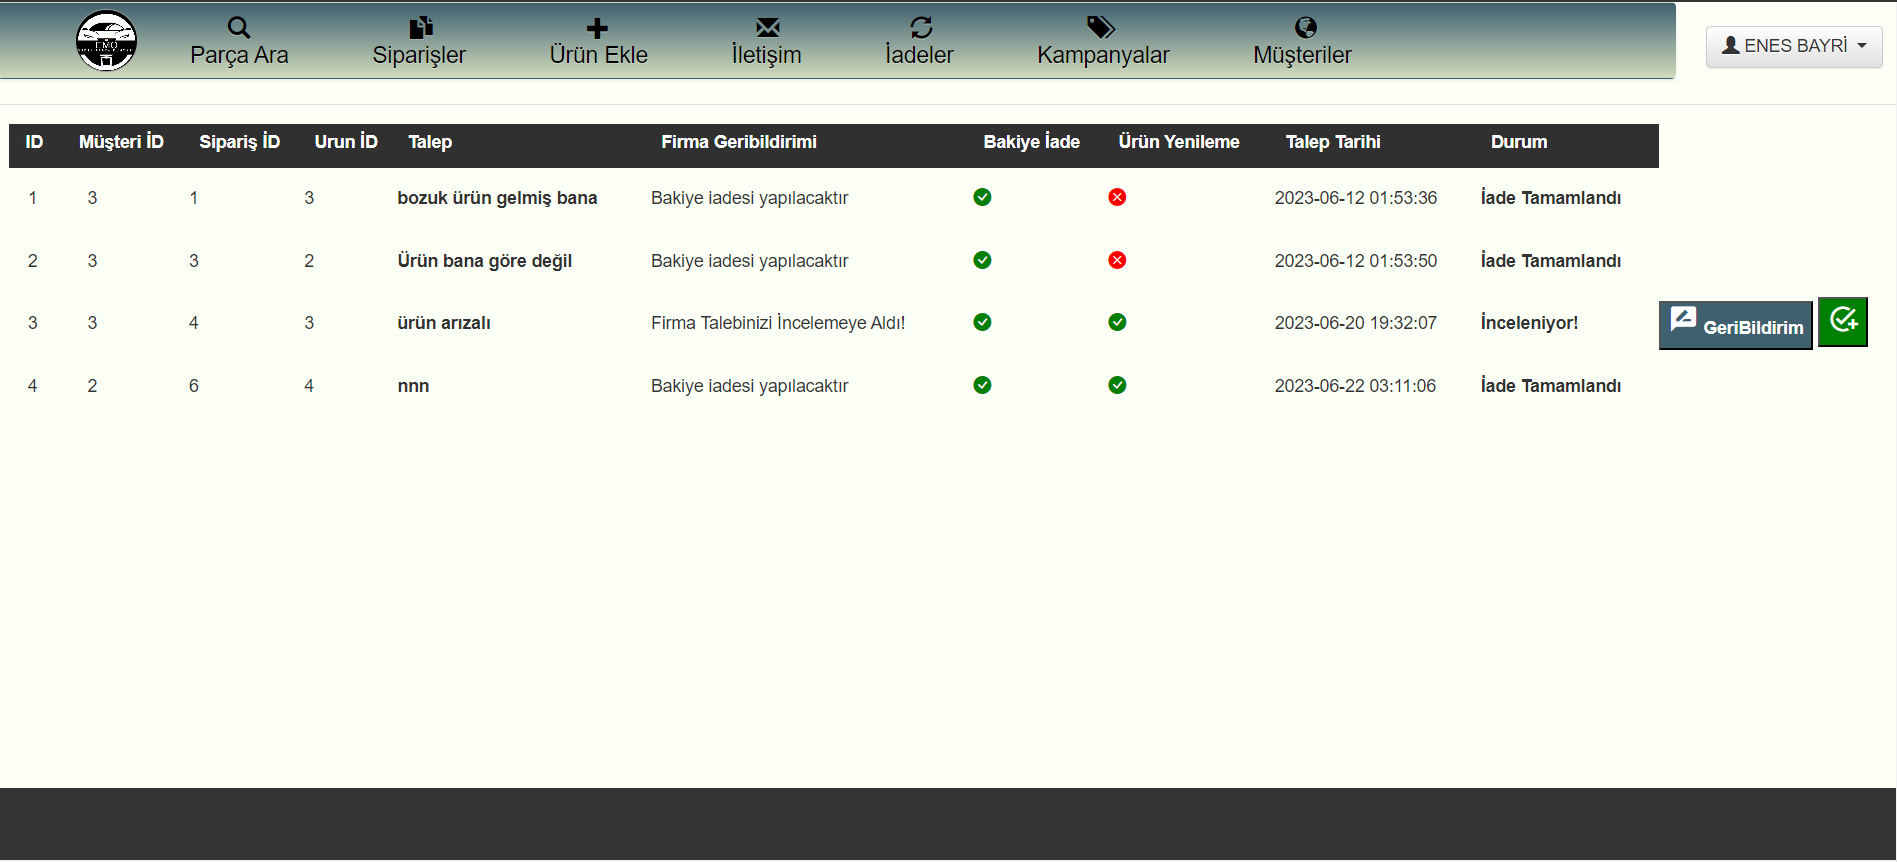 EMO
Parça Ara
Siparişler
Ürün Ekle
İletişim
İadeler
Kampanyalar
Müşteriler
ENES BAYRİ
ID Müşteri İD Sipariş İD Urun İD Talep Firma Geribildirimi Bakiye İade Ürün Yenileme Talep Tarihi Durum
1 3 1 3 bozuk ürün gelmiş bana Bakiye iadesi yapılacaktır 2023-06-12 01:53:36 İade Tamamlandı
2 3 3 2 Ürün bana göre değil Bakiye iadesi yapılacaktır 2023-06-12 01:53:50 İade Tamamlandı
3 3 4 3 ürün arızalı Firma Talebinizi İncelemeye Aldı! 2023-06-20 19:32:07 İnceleniyor! GeriBildirim
4 2 6 4 nnn Bakiye iadesi yapılacaktır 2023-06-22 03:11:06 İade Tamamlandı